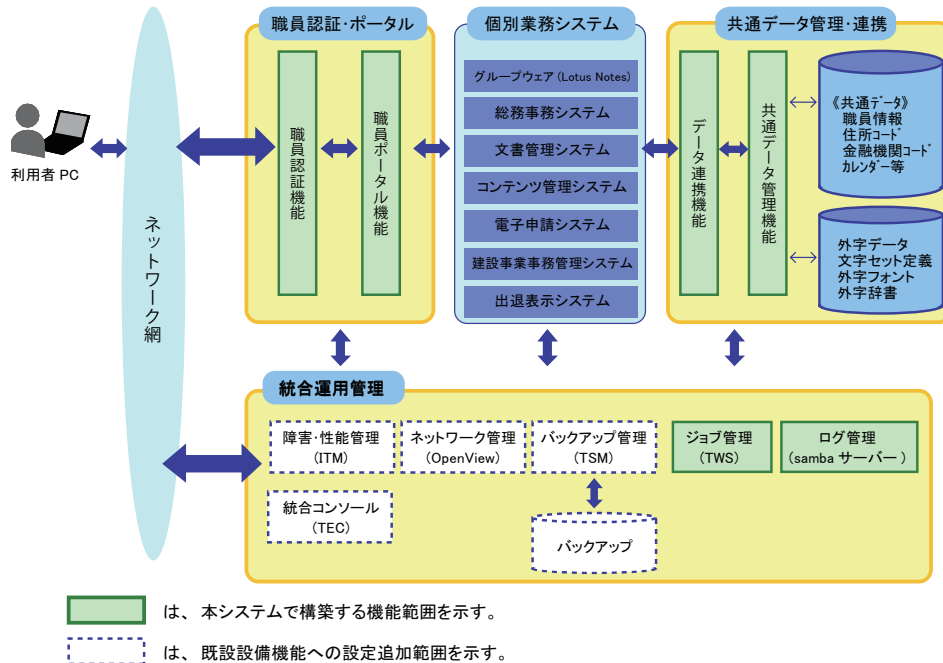 職員認証・ポータル
個別業務システム
共通データ管理・連携
利用者 PC
ネットワーク網
職員認証機能
職員ポータル機能
グループウェア (Lotus Notes)
総務事務システム
文書管理システム
コンテンツ管理システム
電子申請システム
建設事業事務管理システム
出退表示システム
データ連携機能
共通データ管理機能
《共通データ》
職員情報
住所コード
金融機関コード
カレンダー等
外字データ
文字セット定義
外字フォント
外字辞書
統合運用管理
障害・性能管理
(ITM)
ネットワーク管理
(OpenView)
バックアップ管理
(TSM)
ジョブ管理
(TWS)
ログ管理
(samba サーバー )
統合コンソール
(TEC)
バックアップ
は、本システムで構築する機能範囲を示す。
は、既設設備機能への設定追加範囲を示す。